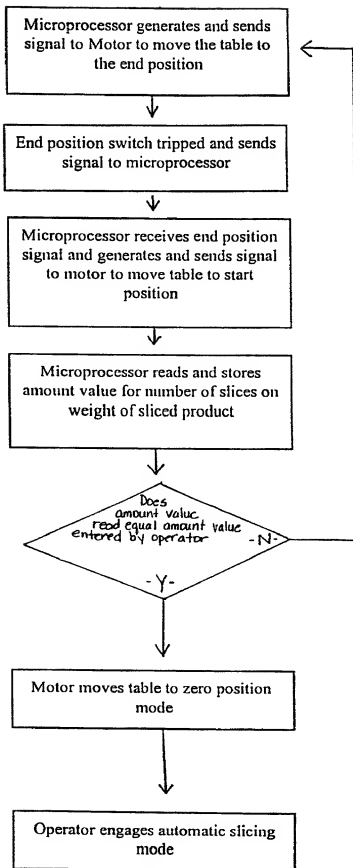 Microprocessor generates and sends
signal to Motor to move the table to
the end position
End position switch tripped and sends
signal to microprocessor
Microprocessor receives end position
signal and generates and sends signal
to motor to move table to start
position
Microprocessor reads and stores
amount value for number of slices on
weight of sliced product
Does
amount value
read equal amount value
entered by operator
-N-
-Y-
Motor moves table to zero position
mode
Operator engages automatic slicing
mode